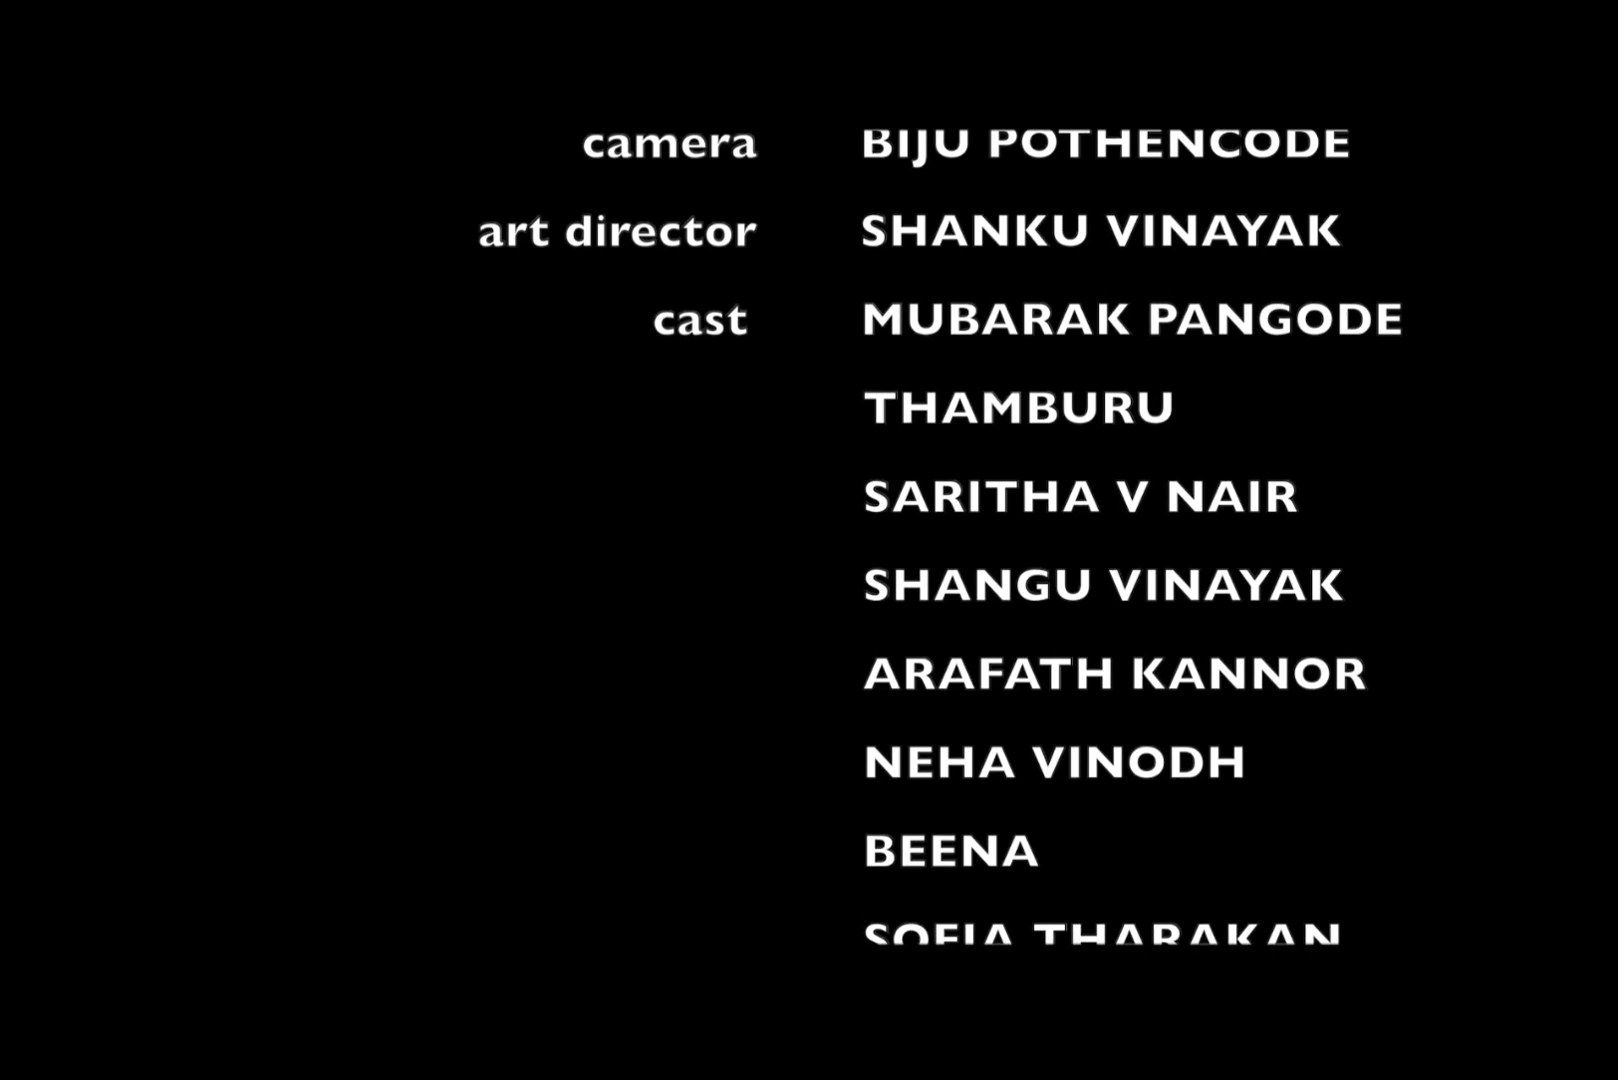 camera BIJU POTHENCODE
art director SHANKU VINAYAK
cast MUBARAK PANGODE
THAMBURU
SARITHA V NAIR
SHANGU VINAYAK
ARAFATH KANNOR
NEHA VINODH
BEENA
THARAKAN